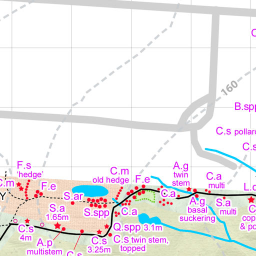 160
B.spp
C.s pollard
A.g
twin
stem
C.a
multi
C.m
old hedge
F.e
C.a
F.s
'hedge'
C.m
F.e
S.ar
S.a
1.65m
S.spp
C.a
A.g
basal
suckering
S.a
multi
C.s
4m
A.p
multistem
C.s
3.25m
Q.spp 3.1m
C.s twin stem,
topped
C.s